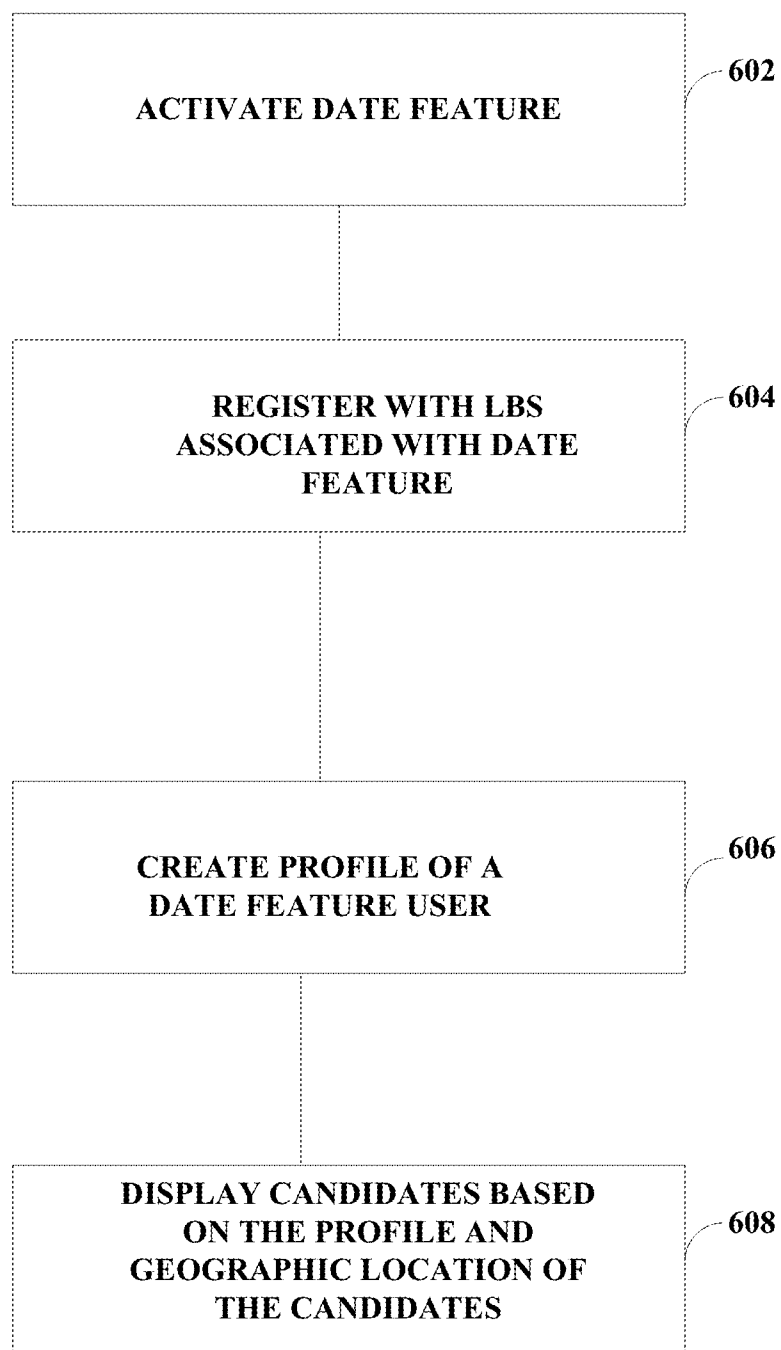 602
ACTIVATE DATE FEATURE
604
REGISTER WITH LBS
ASSOCIATED WITH DATE
FEATURE
606
CREATE PROFILE OF A
DATE FEATURE USER
DISPLAY CANDIDATES BASED
ON THE PROFILE AND
608
GEOGRAPHIC LOCATION OF
THE CANDIDATES